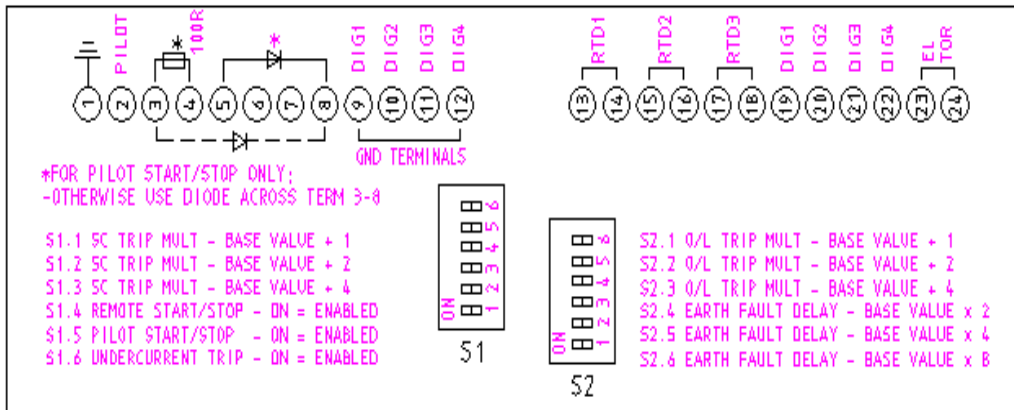 PILOT
*
100R
*
DIG1
DIG2
DIG3
DIG4
RTD1
RTD2
RTD3
DIG1
DIG2
DIG3
DIG4
EL
TOR
1 2 3 4 5 6 7 8 9 10 11 12
13 14 15 16 17 18 19 20 21 22 23 24
GND TERMINALS
*FOR PILOT START/STOP ONLY;
-OTHERWISE USE DIODE ACROSS TERM 3-8
S1.1 SC TRIP MULT - BASE VALUE + 1
S1.2 SC TRIP MULT - BASE VALUE + 2
S1.3 SC TRIP MULT - BASE VALUE + 4
S1.4 REMOTE START/STOP - ON = ENABLED
S1.5 PILOT START/STOP - ON = ENABLED
S1.6 UNDERCURRENT TRIP - ON = ENABLED
6
5
4
3
2
1
ON
S1
6
5
4
3
2
1
ON
S2
S2.1 O/L TRIP MULT - BASE VALUE + 1
S2.2 O/L TRIP MULT - BASE VALUE + 2
S2.3 O/L TRIP MULT - BASE VALUE + 4
S2.4 EARTH FAULT DELAY - BASE VALUE x 2
S2.5 EARTH FAULT DELAY - BASE VALUE x 4
S2.6 EARTH FAULT DELAY - BASE VALUE x 8